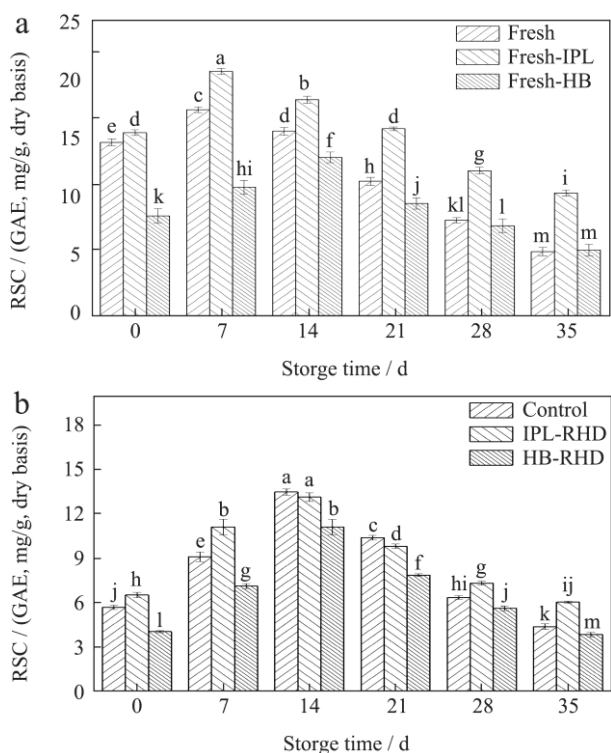 a
RSC / (GAE, mg/g, dry basis)
25
20
15
10
5
0
Fresh
Fresh-IPL
Fresh-HB
e d k
c a hi
d b f
h d j
kl g l
m i m
0 7 14 21 28 35
Storge time / d
b
RSC / (GAE, mg/g, dry basis)
18
15
12
9
6
3
0
Control
IPL-RHD
HB-RHD
j h l
e b g
a a b
c d f
hi g j
k ij m
0 7 14 21 28 35
Storge time / d